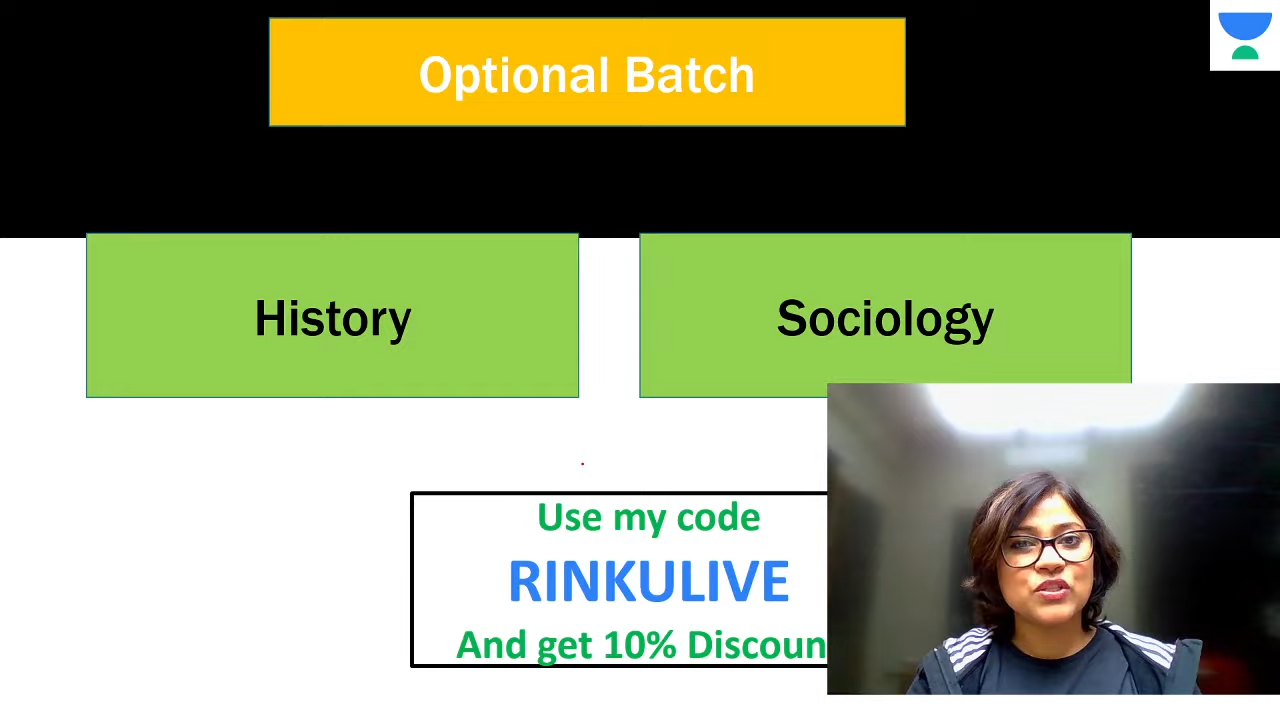 Optional Batch
History
Sociology
Use my code
RINKULIVE
And get 10% Discoun